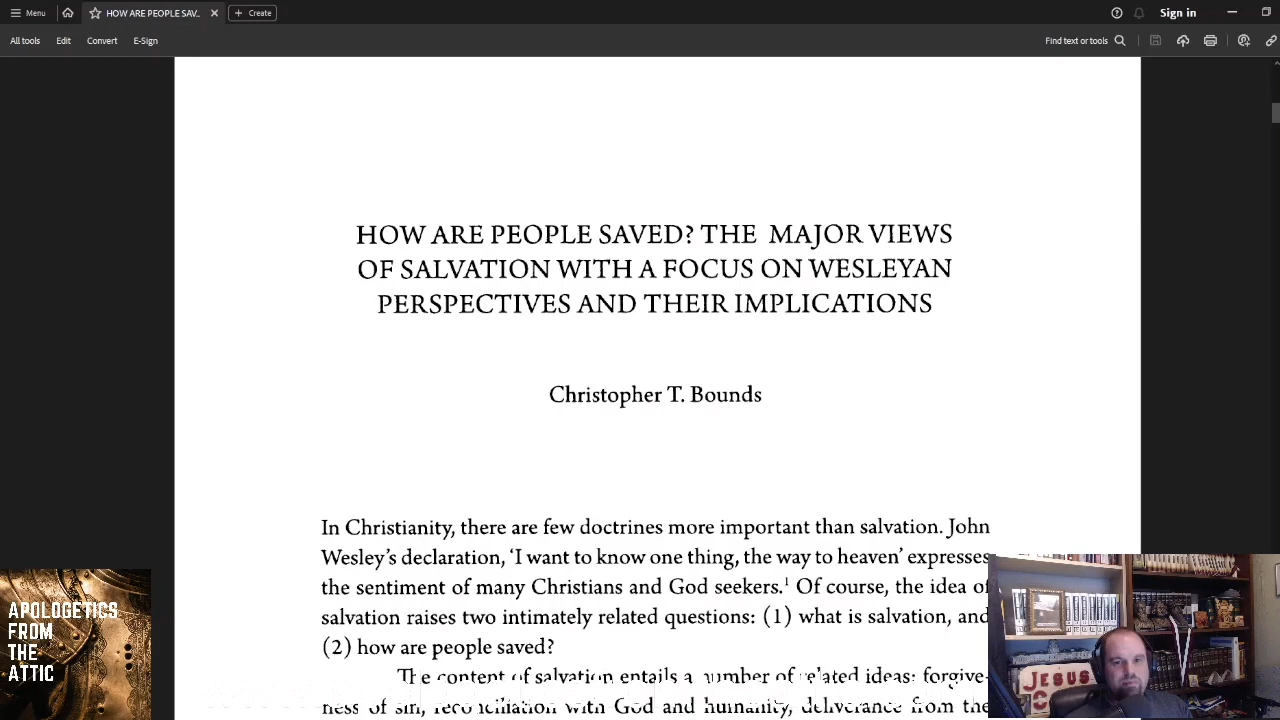 Menu
HOW ARE PEOPLE SAV..
Create
Sign in
All tools
Edit
Convert
E-Sign
Find text or tools
HOW ARE PEOPLE SAVED? THE MAJOR VIEWS
OF SALVATION WITH A FOCUS ON WESLEYAN
PERSPECTIVES AND THEIR IMPLICATIONS
Christopher T. Bounds
In Christianity, there are few doctrines more important than salvation. John
Wesley's declaration, 'I want to know one thing, the way to heaven' expresses
the sentiment of many Christians and God seekers.¹ Of course, the idea of
salvation raises two intimately related questions: (1) what is salvation, and
(2) how are people saved?
The content of salvation entails a number of related ideas: forgive-
ness of sin, reconciliation with God and humanity, deliverance from the
APOLOGETICS
FROM
THE
ATTIC
JESUS